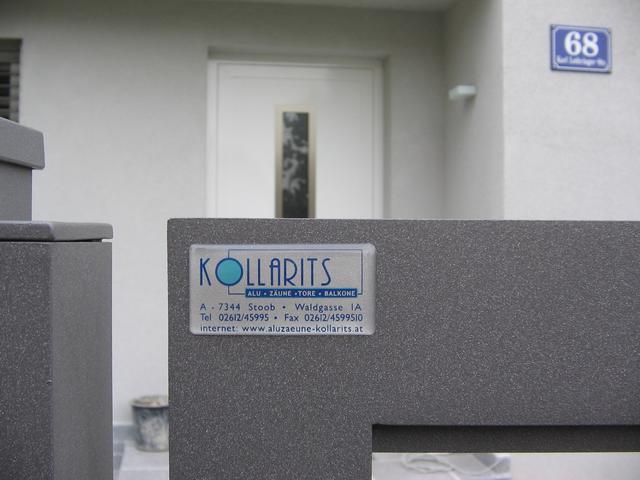 68
KOLLARITS
ALU • ZÄUNE • TORE • BALKONE
A - 7344 Stoob • Waldgasse 1A
Tel 02612/45995 • Fax 02612/4599510
internet: www.aluzaeune-kollarits.at